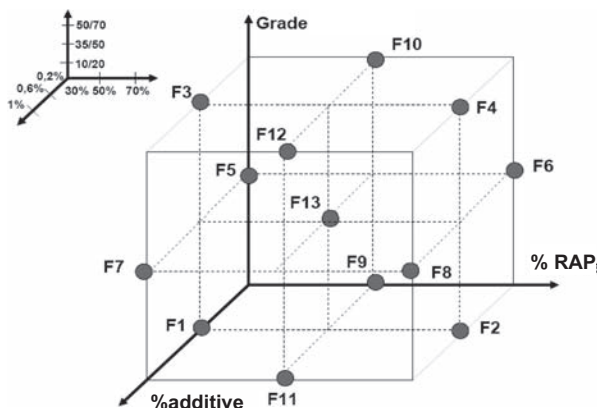 50/70
35/50
10/20
0,2%
0,6%
1%
30% 50% 70%
Grade
F10
F3
F4
F12
F5
F6
F13
F7
F9
F8
% RAP
F1
F2
%additive
F11